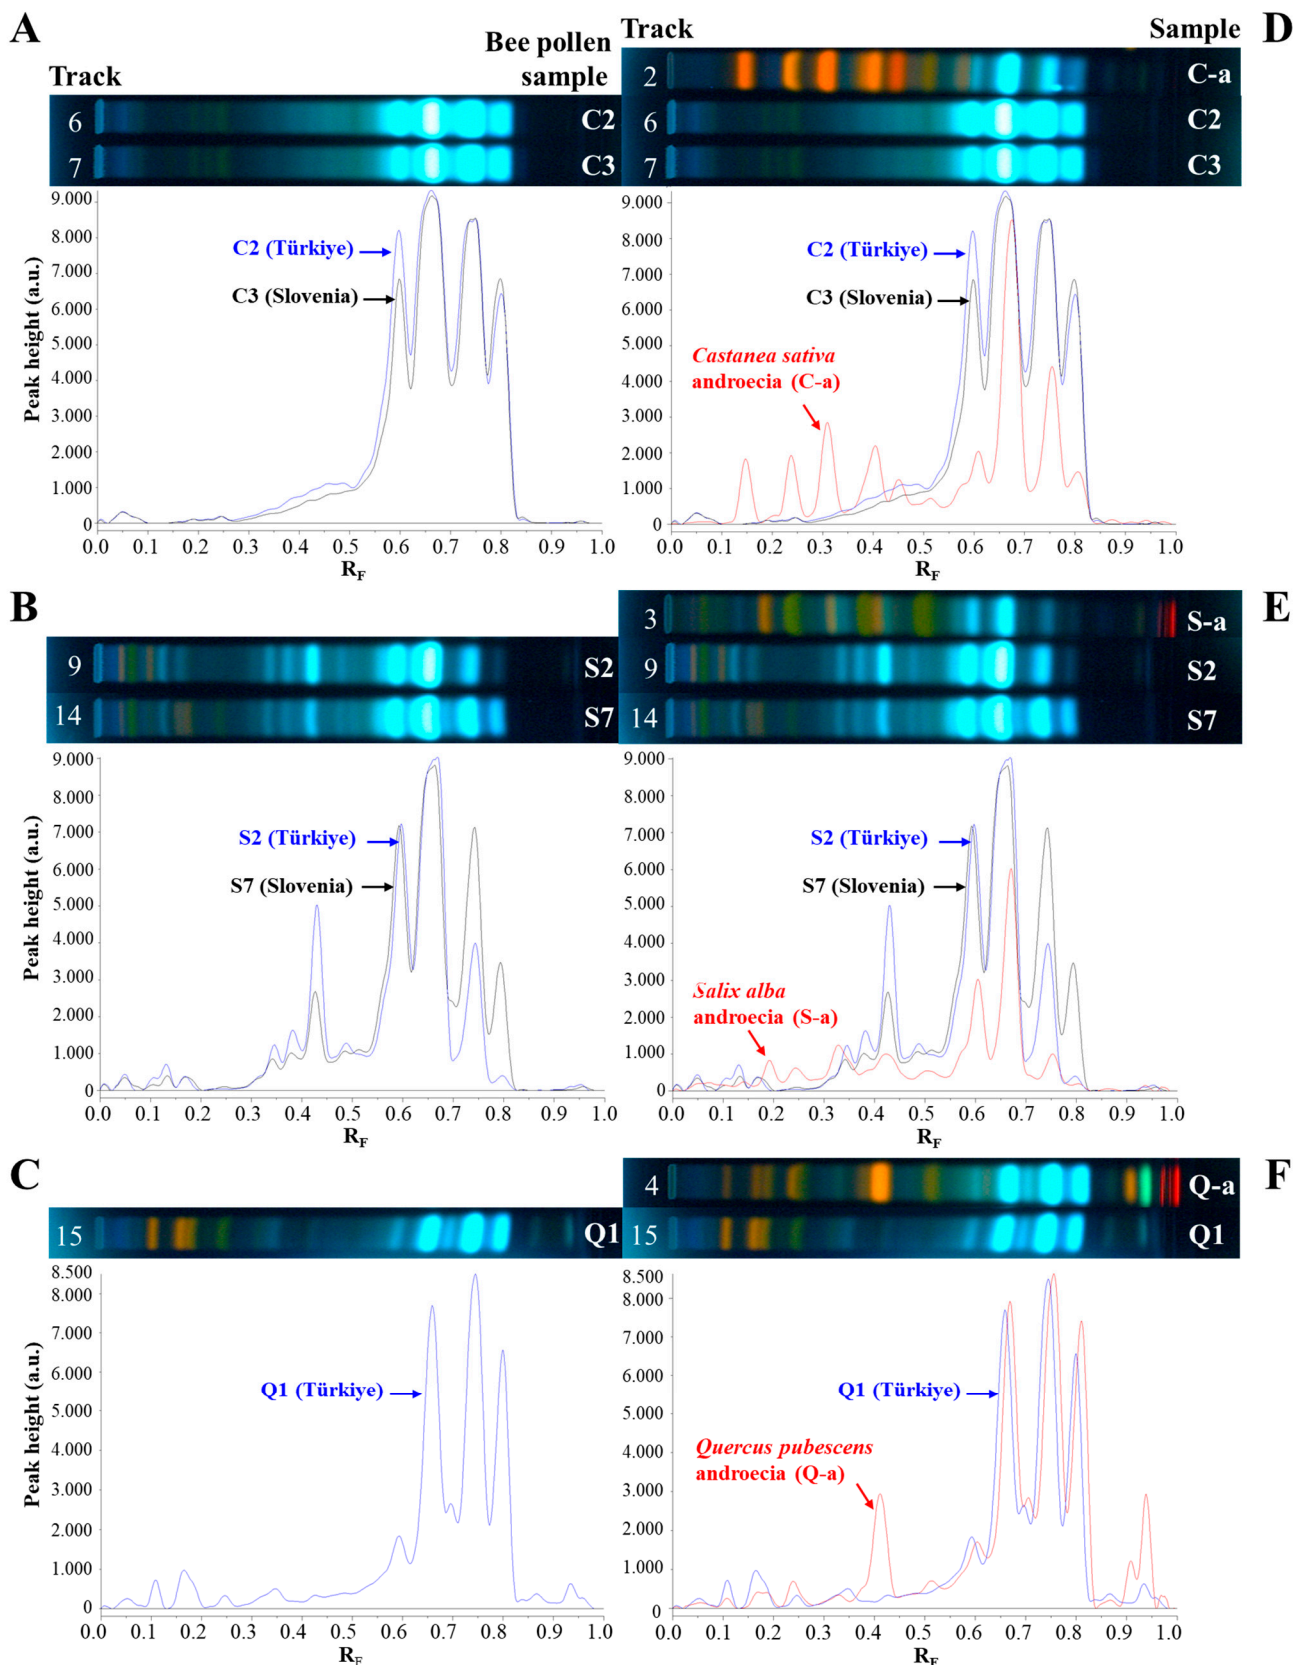 A
Track
Bee pollen
sample
6
C2
7
C3
Peak height (a.u.)
9.000
8.000
7.000
6.000
5.000
4.000
3.000
2.000
1.000
0
C2 (Türkiye)
C3 (Slovenia)
0.0 0.1 0.2 0.3 0.4 0.5 0.6 0.7 0.8 0.9 1.0
RF
Track
Sample
D
2
C-a
6
C2
7
C3
9.000
8.000
7.000
6.000
5.000
4.000
3.000
2.000
1.000
0
C2 (Türkiye)
C3 (Slovenia)
Castanea sativa
androecia (C-a)
0.0 0.1 0.2 0.3 0.4 0.5 0.6 0.7 0.8 0.9 1.0
RF
B
9
S2
14
S7
Peak height (a.u.)
9.000
8.000
7.000
6.000
5.000
4.000
3.000
2.000
1.000
0
S2 (Türkiye)
S7 (Slovenia)
0.0 0.1 0.2 0.3 0.4 0.5 0.6 0.7 0.8 0.9 1.0
RF
E
3
S-a
9
S2
14
S7
9.000
8.000
7.000
6.000
5.000
4.000
3.000
2.000
1.000
0
S2 (Türkiye)
S7 (Slovenia)
Salix alba
androecia (S-a)
0.0 0.1 0.2 0.3 0.4 0.5 0.6 0.7 0.8 0.9 1.0
RF
C
15
Q1
Peak height (a.u.)
8.500
8.000
7.000
6.000
5.000
4.000
3.000
2.000
1.000
0
Q1 (Türkiye)
0.0 0.1 0.2 0.3 0.4 0.5 0.6 0.7 0.8 0.9 1.0
RF
F
4
Q-a
15
Q1
8.500
8.000
7.000
6.000
5.000
4.000
3.000
2.000
1.000
0
Q1 (Türkiye)
Quercus pubescens
androecia (Q-a)
0.0 0.1 0.2 0.3 0.4 0.5 0.6 0.7 0.8 0.9 1.0
RF